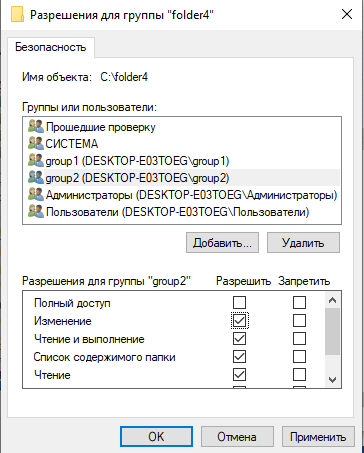 Разрешения для группы "folder4"
Безопасность
Имя объекта: C:\folder4
Группы или пользователи:
Прошедшие проверку
СИСТЕМА
group1 (DESKTOP-E03TOEG\group1)
group2 (DESKTOP-E03TOEG\group2)
Администраторы (DESKTOP-E03TOEG\Администраторы)
Пользователи (DESKTOP-E03TOEG\Пользователи)
Добавить... Удалить
Разрешения для группы "group2" Разрешить Запретить
Полный доступ
Изменение
Чтение и выполнение
Список содержимого папки
Чтение
OK Отмена Применить